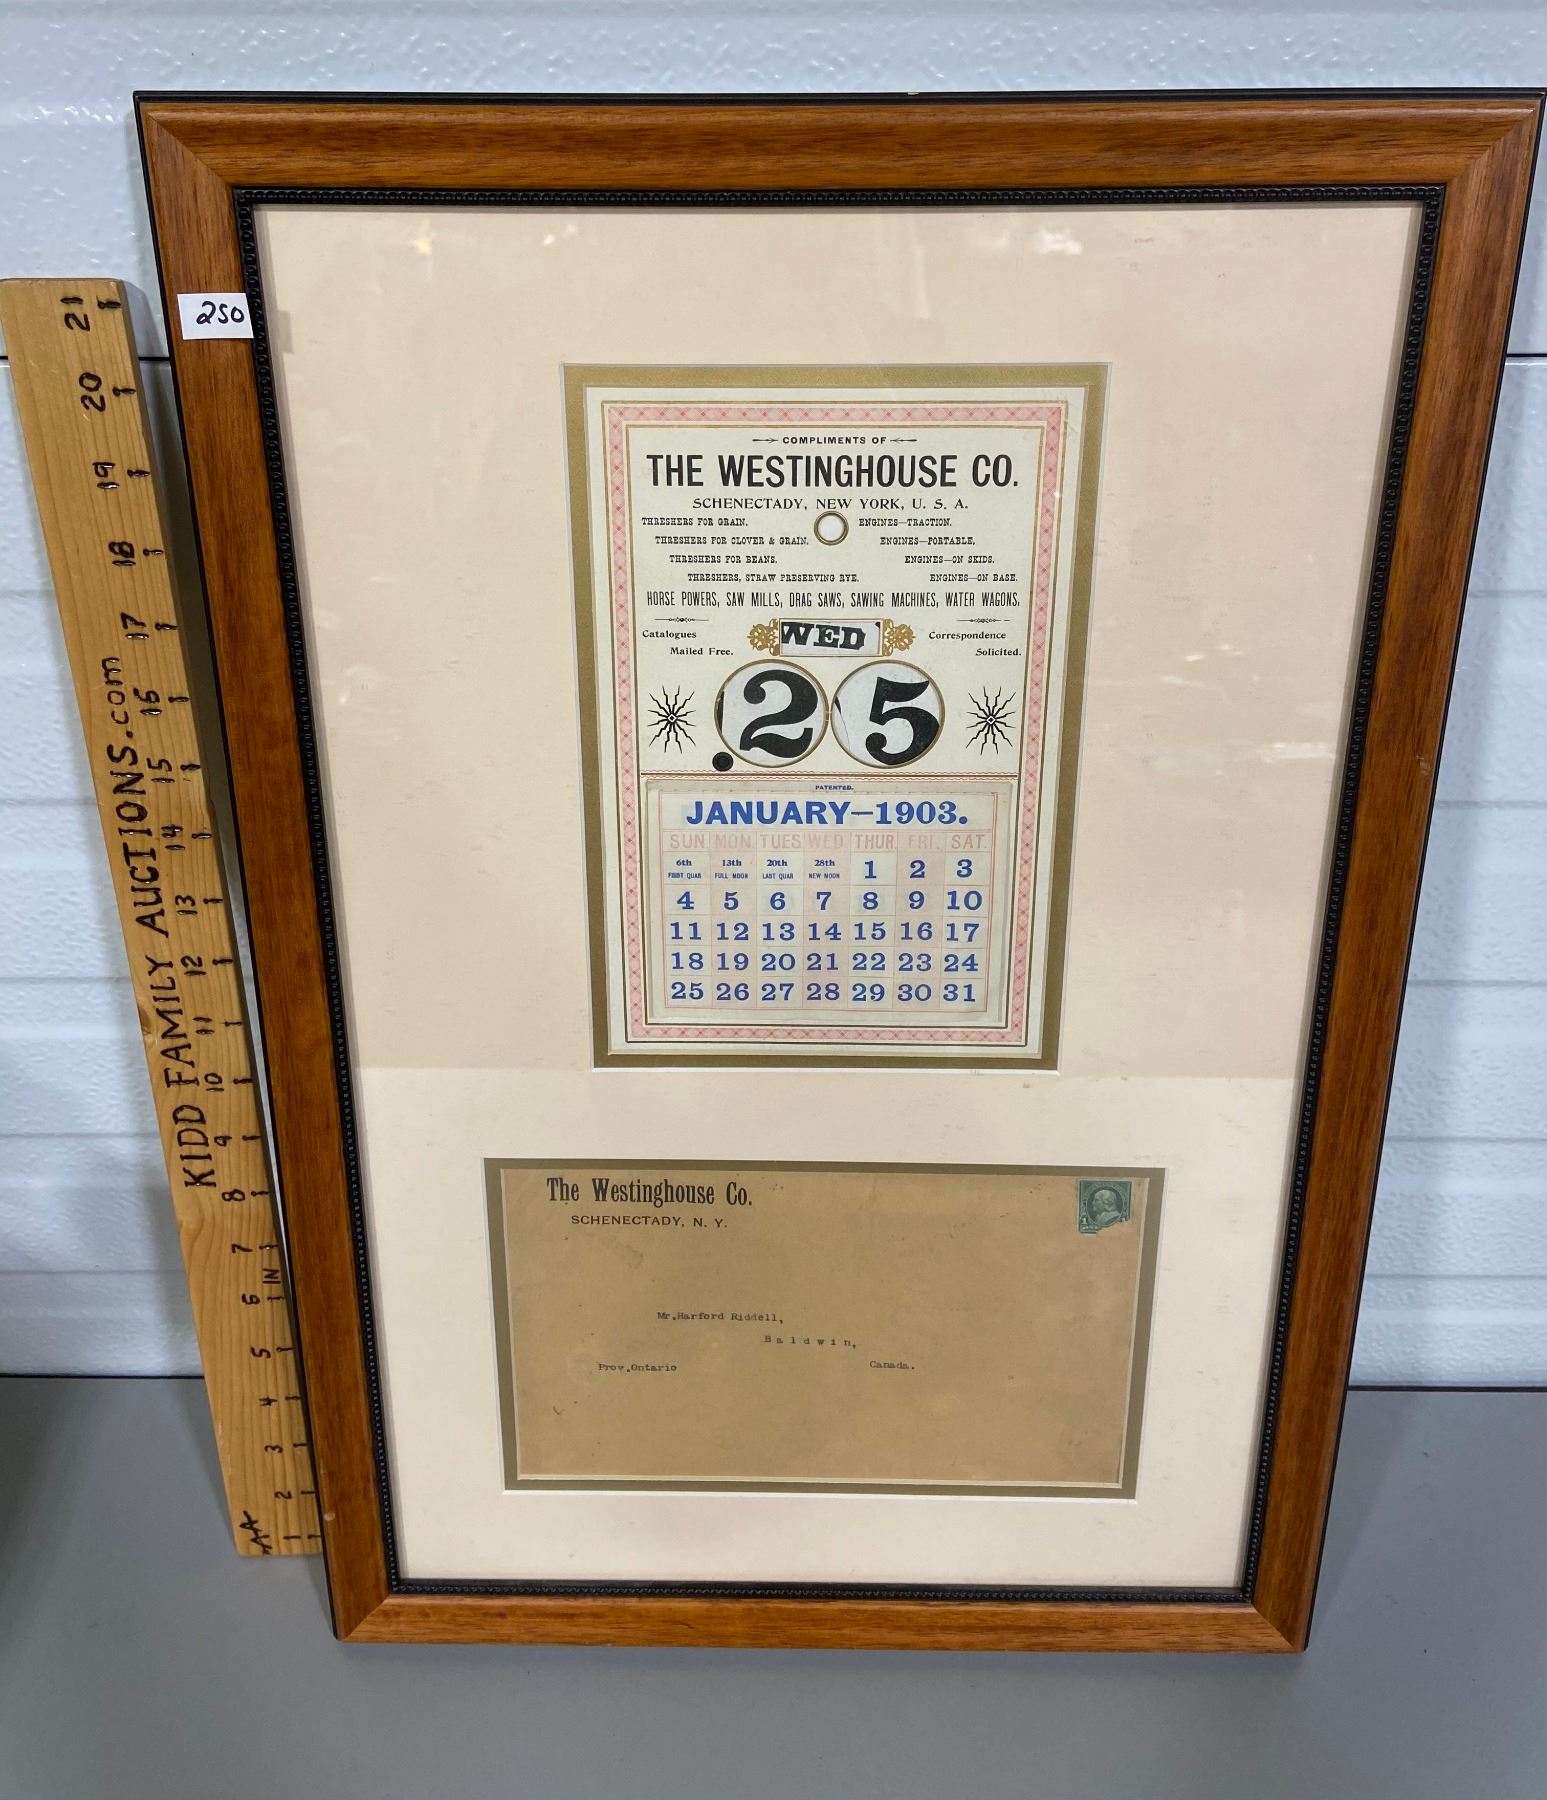 250
COMPLIMENTS OF
THE WESTINGHOUSE CO.
SCHENECTADY, NEW YORK, U. S. A.
THRESHERS FOR GRAIN. ENGINES—TRACTION.
THRESHERS FOR CLOVER & GRAIN. ENGINES—PORTABLE.
THRESHERS FOR BEANS. ENGINES—ON SKIDS.
THRESHERS, STRAW PRESERVING RYE. ENGINES—ON BASE.
HORSE POWERS, SAW MILLS, DRAG SAWS, SAWING MACHINES, WATER WAGONS.
Catalogues WED Correspondence
Mailed Free. Solicited.
25
PATENTED.
JANUARY—1903.
SUN. MON. TUES. WED. THUR. FRI. SAT.
6th 13th 20th 28th 1 2 3
FIRST QUAR FULL MOON LAST QUAR NEW MOON
4 5 6 7 8 9 10
11 12 13 14 15 16 17
18 19 20 21 22 23 24
25 26 27 28 29 30 31
The Westinghouse Co.
SCHENECTADY, N. Y.
1 1
Mr.Harford Riddell,
Baldwin,
Prov.Ontario Canada.
KIDD FAMILY AUCTIONS.com
AA 1 2 3 4 5 6 7 8 9 10 11 12 13 14 15 16 17 18 19 20 21
1 IN